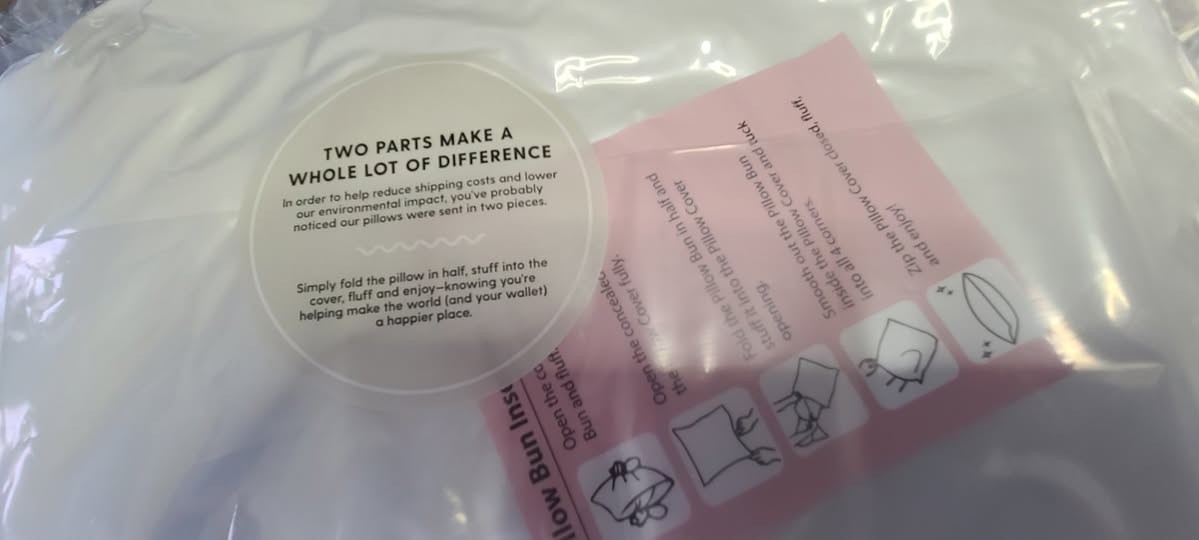 TWO PARTS MAKE A
WHOLE LOT OF DIFFERENCE
In order to help reduce shipping costs and lower
our environmental impact, you've probably
noticed our pillows were sent in two pieces.
Simply fold the pillow in half, stuff into the
cover, fluff and enjoy—knowing you're
helping make the world (and your wallet)
a happier place.
Bun
Open the
Bun and fluff
Open the concealed
the Cover fully.
Fold the Pillow Bun in half and
stuff it into the Pillow Cover
opening.
Smooth out the Pillow Bun
inside the Pillow Cover and tuck
into all 4 corners.
Zip the Pillow Cover closed, fluff,
and enjoy!